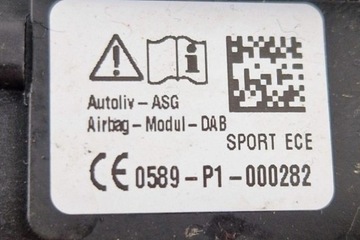 Autoliv-ASG
Airbag-Modul-DAB
SPORT ECE
CE 0589-P1-000282